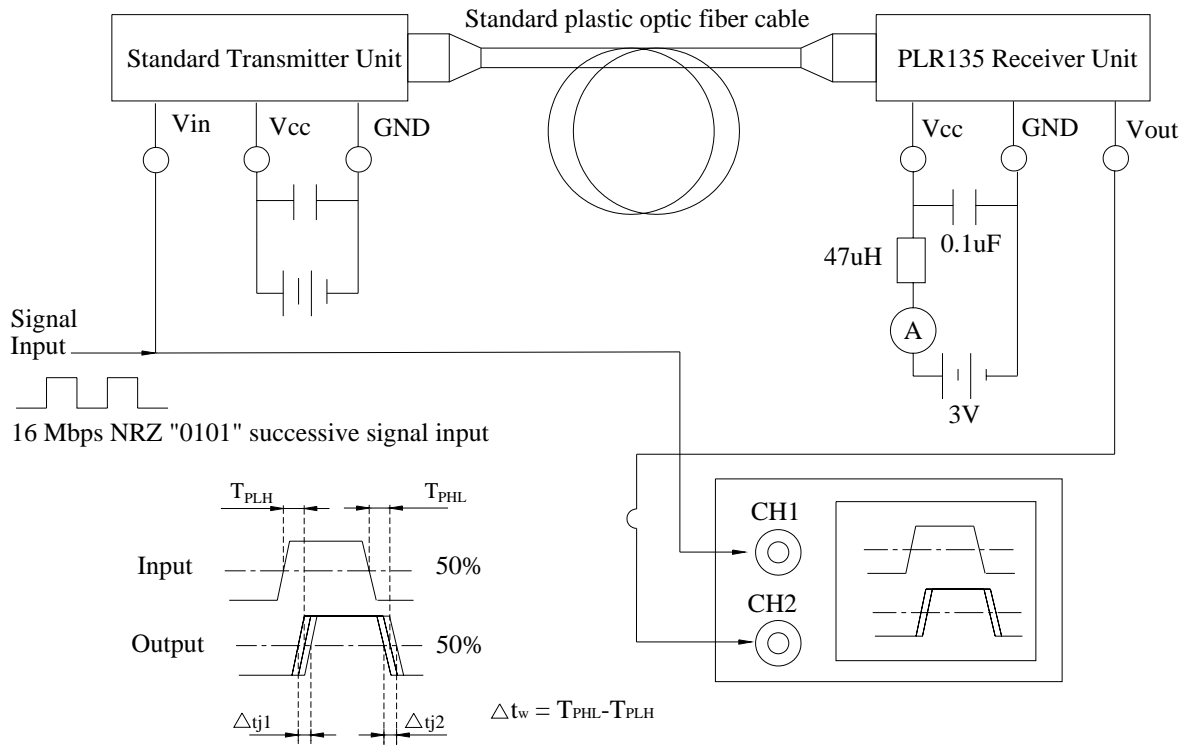 Standard plastic optic fiber cable
Standard Transmitter Unit
PLR135 Receiver Unit
Vin
Vcc
GND
Vcc
GND
Vout
0.1uF
47uH
A
3V
Signal
Input
16 Mbps NRZ "0101" successive signal input
TPLH
TPHL
Input
50%
Output
50%
△tj1
△tj2
△tw = TPHL-TPLH
CH1
CH2